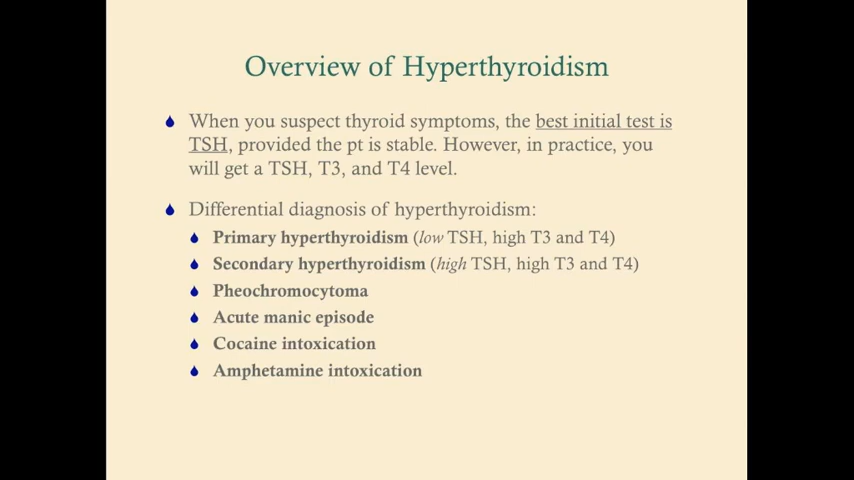 Overview of Hyperthyroidism
When you suspect thyroid symptoms, the best initial test is
TSH, provided the pt is stable. However, in practice, you
will get a TSH, T3, and T4 level.
Differential diagnosis of hyperthyroidism:
Primary hyperthyroidism (low TSH, high T3 and T4)
Secondary hyperthyroidism (high TSH, high T3 and T4)
Pheochromocytoma
Acute manic episode
Cocaine intoxication
Amphetamine intoxication